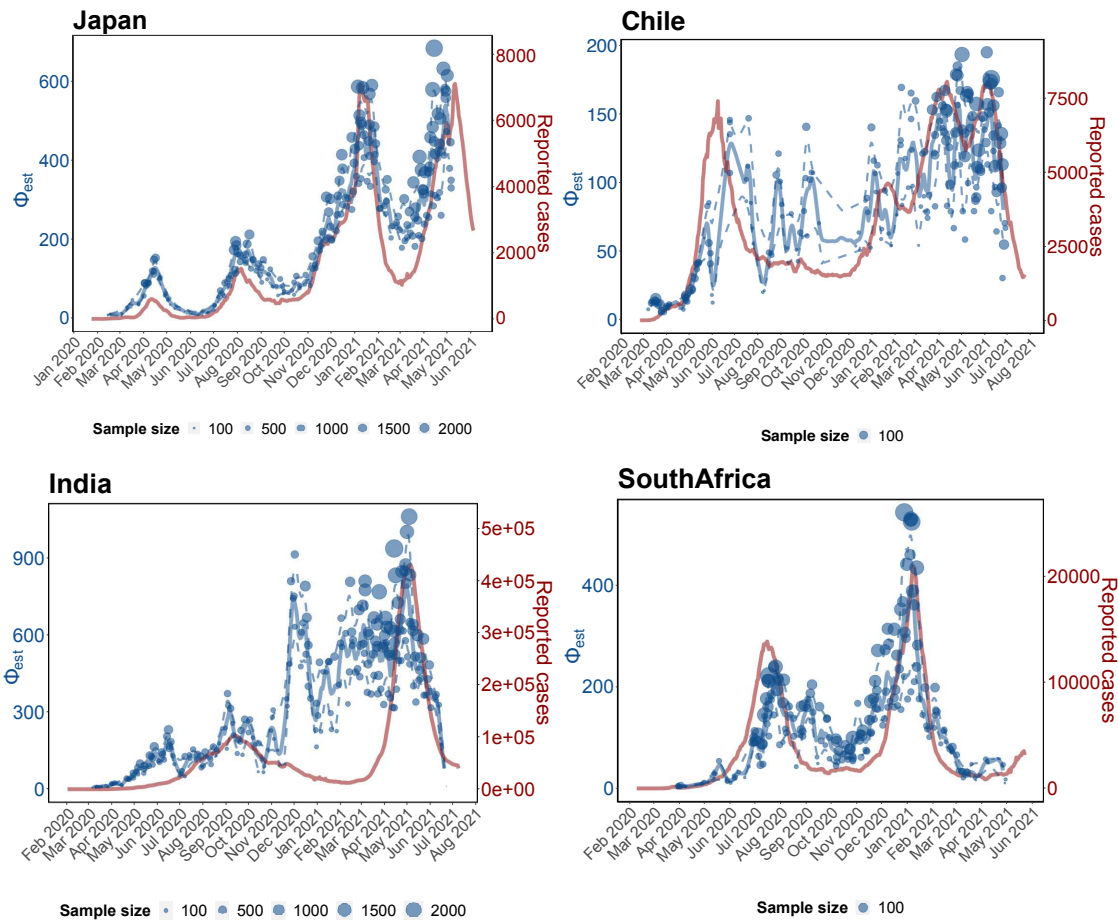 Japan
Φest
600
400
200
0
8000
6000
4000
2000
0
Reported cases
Jan 2020
Feb 2020
Mar 2020
Apr 2020
May 2020
Jun 2020
Jul 2020
Aug 2020
Sep 2020
Oct 2020
Nov 2020
Dec 2020
Jan 2021
Feb 2021
Mar 2021
Apr 2021
May 2021
Jun 2021
Sample size 100 500 1000 1500 2000
Chile
Φest
200
150
100
50
0
7500
5000
2500
0
Reported cases
Feb 2020
Mar 2020
Apr 2020
May 2020
Jun 2020
Jul 2020
Aug 2020
Sep 2020
Oct 2020
Nov 2020
Dec 2020
Jan 2021
Feb 2021
Mar 2021
Apr 2021
May 2021
Jun 2021
Jul 2021
Aug 2021
Sample size 100
India
Φest
900
600
300
0
5e+05
4e+05
3e+05
2e+05
1e+05
0e+00
Reported cases
Feb 2020
Mar 2020
Apr 2020
May 2020
Jun 2020
Jul 2020
Aug 2020
Sep 2020
Oct 2020
Nov 2020
Dec 2020
Jan 2021
Feb 2021
Mar 2021
Apr 2021
May 2021
Jun 2021
Jul 2021
Aug 2021
Sample size 100 500 1000 1500 2000
SouthAfrica
Φest
400
200
0
20000
10000
0
Reported cases
Feb 2020
Mar 2020
Apr 2020
May 2020
Jun 2020
Jul 2020
Aug 2020
Sep 2020
Oct 2020
Nov 2020
Dec 2020
Jan 2021
Feb 2021
Mar 2021
Apr 2021
May 2021
Jun 2021
Sample size 100